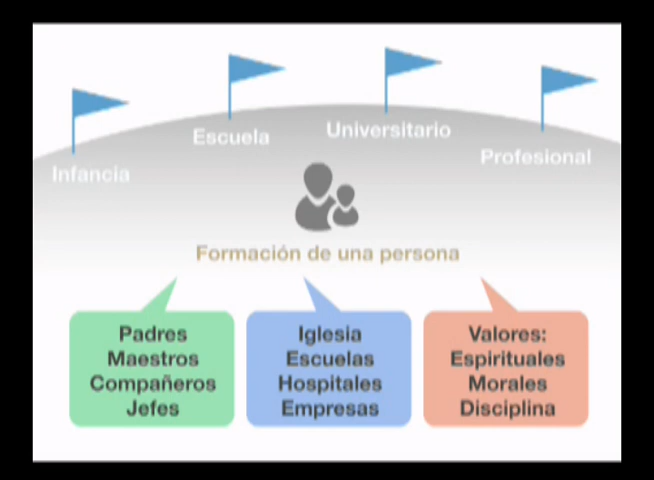 Infancia
Escuela
Universitario
Profesional
Formación de una persona
Padres
Maestros
Compañeros
Jefes
Iglesia
Escuelas
Hospitales
Empresas
Valores:
Espirituales
Morales
Disciplina